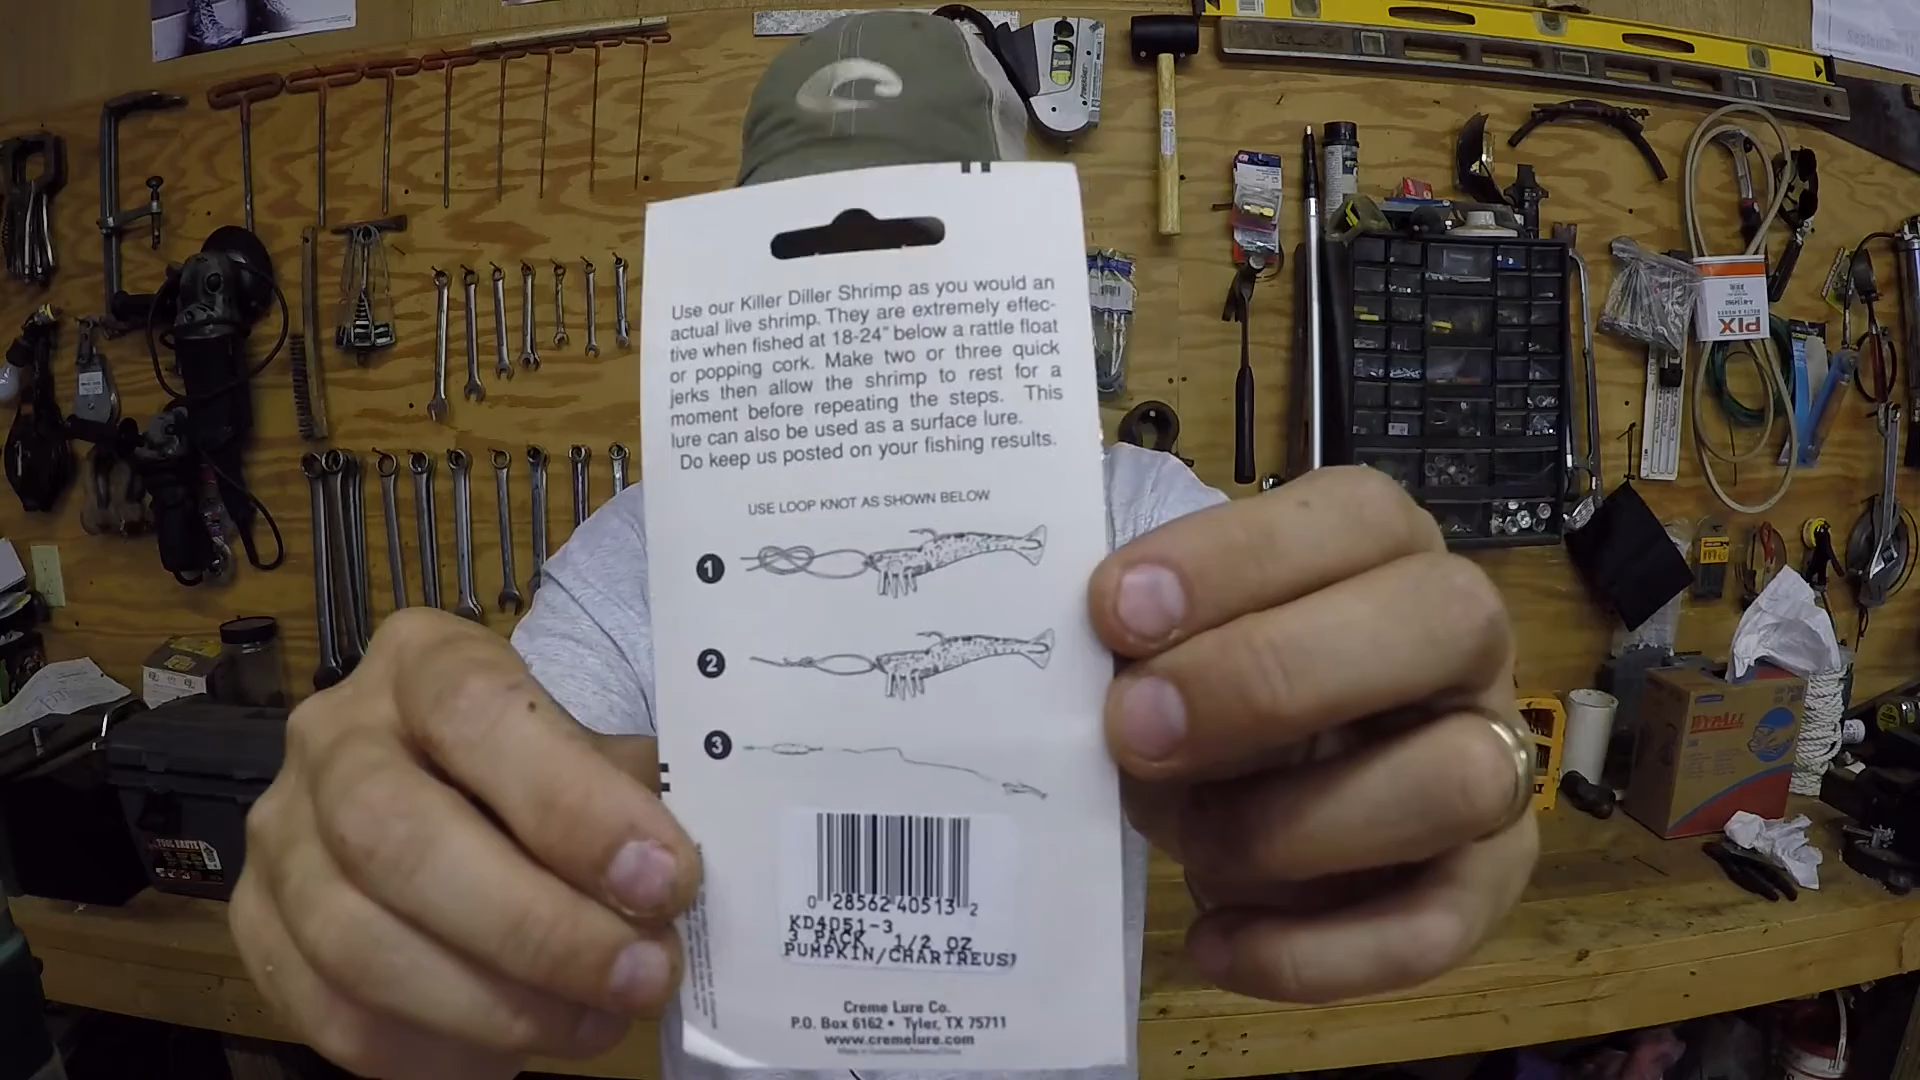 Use our Killer Diller Shrimp as you would an
actual live shrimp. They are extremely effec-
tive when fished at 18-24" below a rattle float
or popping cork. Make two or three quick
jerks then allow the shrimp to rest for a
moment before repeating the steps. This
lure can also be used as a surface lure.
Do keep us posted on your fishing results.
USE LOOP KNOT AS SHOWN BELOW
1
2
3
0 28562 40513 2
KD4051-3
3 PACK 1/2 OZ
PUMPKIN/CHARTREUS
Creme Lure Co.
P.O. Box 6162 • Tyler, TX 75711
www.cremelure.com
PIX
WYPALL